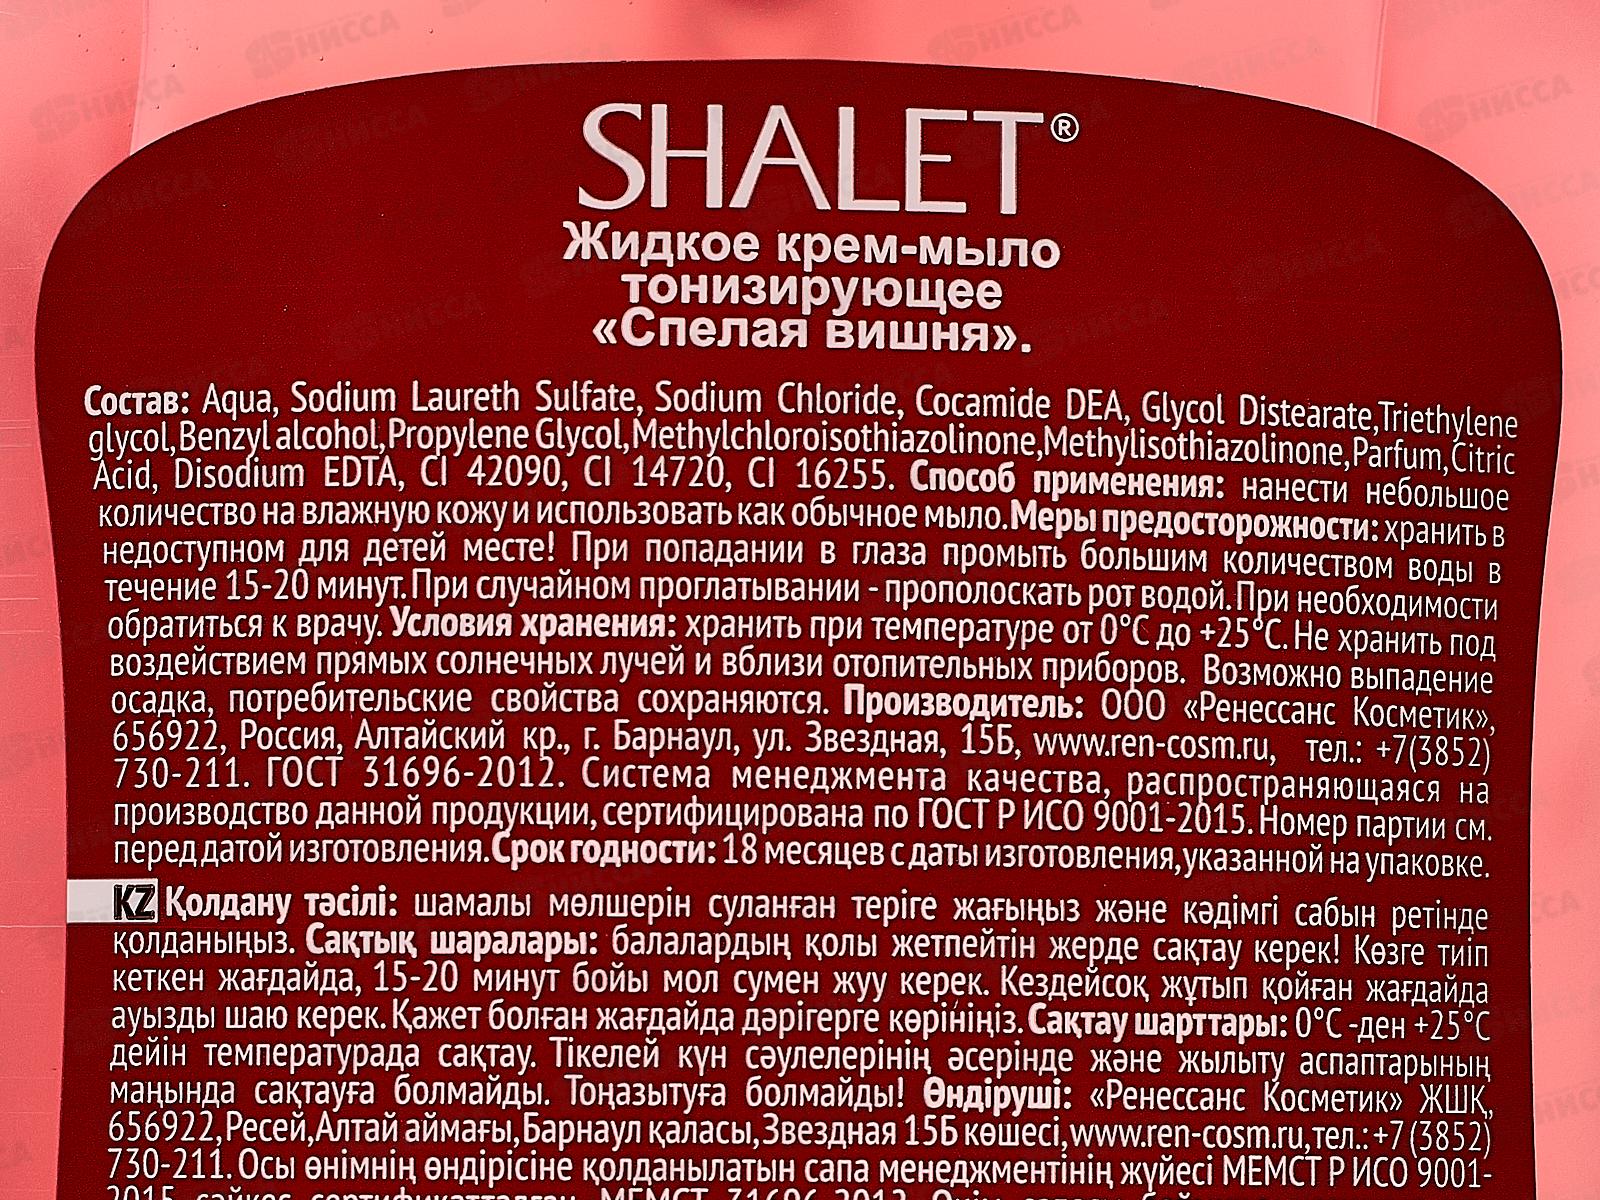 SHALET®
Жидкое крем-мыло
тонизирующее
«Спелая вишня».
Состав: Aqua, Sodium Laureth Sulfate, Sodium Chloride, Cocamide DEA, Glycol Distearate,Triethylene
glycol,Benzyl alcohol,Propylene Glycol,Methylchloroisothiazolinone,Methylisothiazolinone,Parfum,Citric
Acid, Disodium EDTA, CI 42090, CI 14720, CI 16255. Способ применения: нанести небольшое
количество на влажную кожу и использовать как обычное мыло.Меры предосторожности: хранить в
недоступном для детей месте! При попадании в глаза промыть большим количеством воды в
течение 15-20 минут.При случайном проглатывании - прополоскать рот водой.При необходимости
обратиться к врачу. Условия хранения: хранить при температуре от 0°С до +25°С. Не хранить под
воздействием прямых солнечных лучей и вблизи отопительных приборов. Возможно выпадение
осадка, потребительские свойства сохраняются. Производитель: ООО «Ренессанс Косметик»,
656922, Россия, Алтайский кр., г. Барнаул, ул. Звездная, 15Б, www.ren-cosm.ru, тел.: +7(3852)
730-211. ГОСТ 31696-2012. Система менеджмента качества, распространяющаяся на
производство данной продукции, сертифицирована по ГОСТ Р ИСО 9001-2015. Номер партии см.
перед датой изготовления.Срок годности: 18 месяцев с даты изготовления,указанной на упаковке.
KZ Қолдану тәсілі: шамалы мөлшерін суланған теріге жағыңыз және кәдімгі сабын ретінде
қолданыңыз. Сақтық шаралары: балалардың қолы жетпейтін жерде сақтау керек! Көзге тиіп
кеткен жағдайда, 15-20 минут бойы мол сумен жуу керек. Кездейсоқ жұтып қойған жағдайда
ауызды шаю керек. Қажет болған жағдайда дәрігерге көрініңіз. Сақтау шарттары: 0°С -ден +25°С
дейін температурада сақтау. Тікелей күн сәулелерінің әсерінде және жылыту аспаптарының
маңында сақтауға болмайды. Тоңазытуға болмайды! Өндіруші: «Ренессанс Косметик» ЖШҚ,
656922,Ресей,Алтай аймағы,Барнаул қаласы,Звездная 15Б көшесі,www.ren-cosm.ru,тел.:+7 (3852)
730-211. Осы өнімнің өндірісіне қолданылатын сапа менеджментінің жүйесі МЕМСТ Р ИСО 9001-